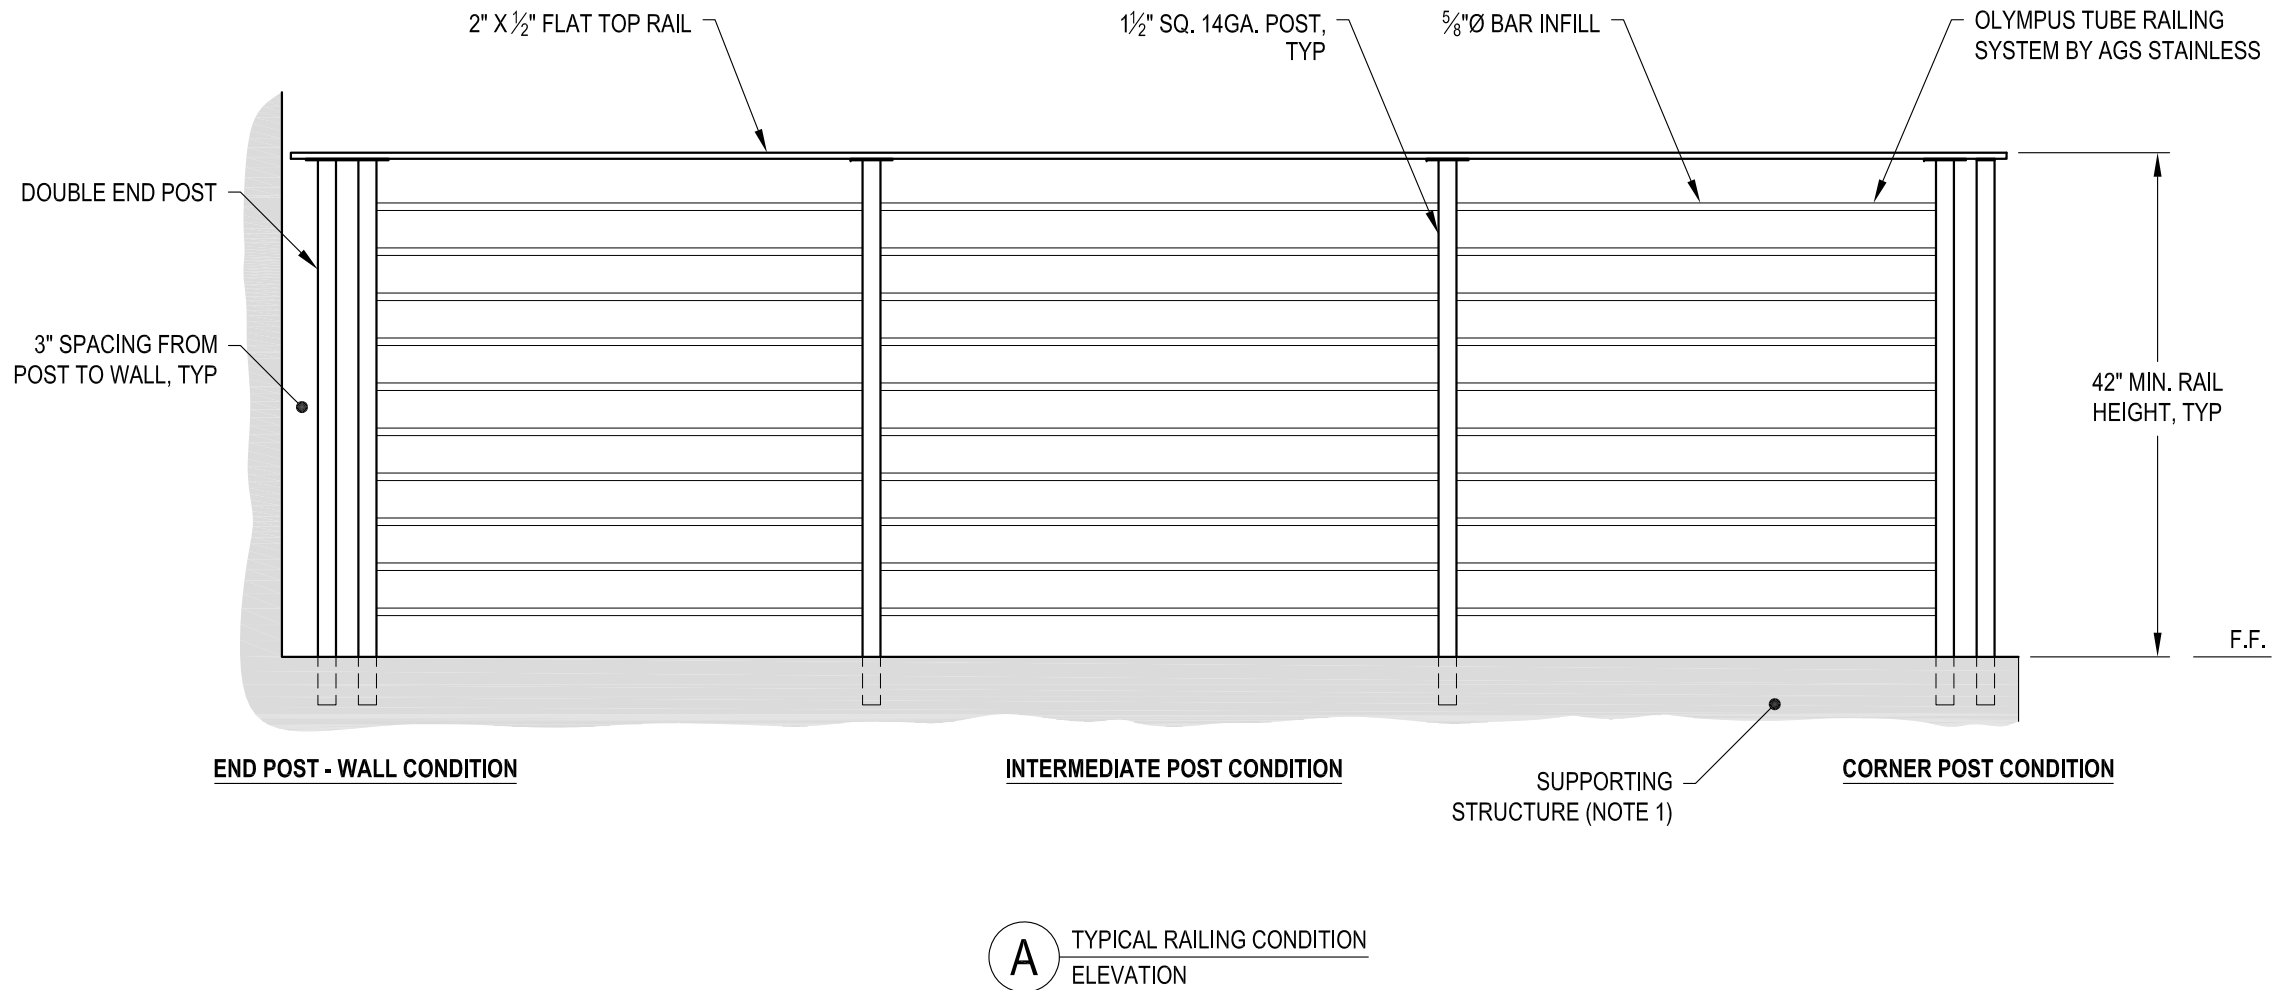 2" X ½" FLAT TOP RAIL
1½" SQ. 14GA. POST,
TYP
⅝"Ø BAR INFILL
OLYMPUS TUBE RAILING
SYSTEM BY AGS STAINLESS
DOUBLE END POST
3" SPACING FROM
POST TO WALL, TYP
42" MIN. RAIL
HEIGHT, TYP
F.F.
END POST - WALL CONDITION
INTERMEDIATE POST CONDITION
SUPPORTING
STRUCTURE (NOTE 1)
CORNER POST CONDITION
A
TYPICAL RAILING CONDITION
ELEVATION